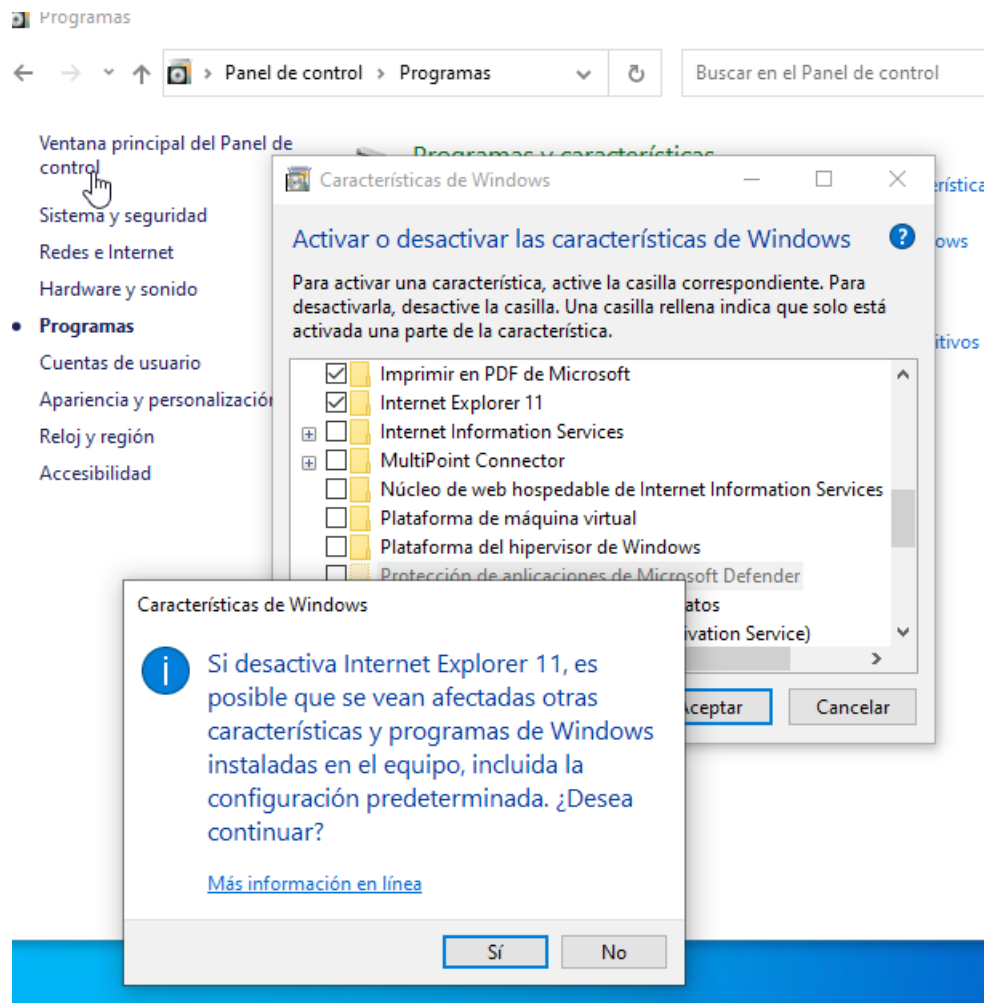 Programas
Panel de control > Programas
Buscar en el Panel de control
Ventana principal del Panel de
control
Sistema y seguridad
Redes e Internet
Hardware y sonido
Programas
Cuentas de usuario
Apariencia y personalización
Reloj y región
Accesibilidad
Programas y características
Características de Windows
Activar o desactivar las características de Windows
Para activar una característica, active la casilla correspondiente. Para
desactivarla, desactive la casilla. Una casilla rellena indica que solo está
activada una parte de la característica.
Imprimir en PDF de Microsoft
Internet Explorer 11
Internet Information Services
MultiPoint Connector
Núcleo de web hospedable de Internet Information Services
Plataforma de máquina virtual
Plataforma del hipervisor de Windows
Protección de aplicaciones de Microsoft Defender
ivation Service)
Aceptar
Cancelar
Características de Windows
Si desactiva Internet Explorer 11, es
posible que se vean afectadas otras
características y programas de Windows
instaladas en el equipo, incluida la
configuración predeterminada. ¿Desea
continuar?
Más información en línea
Sí
No